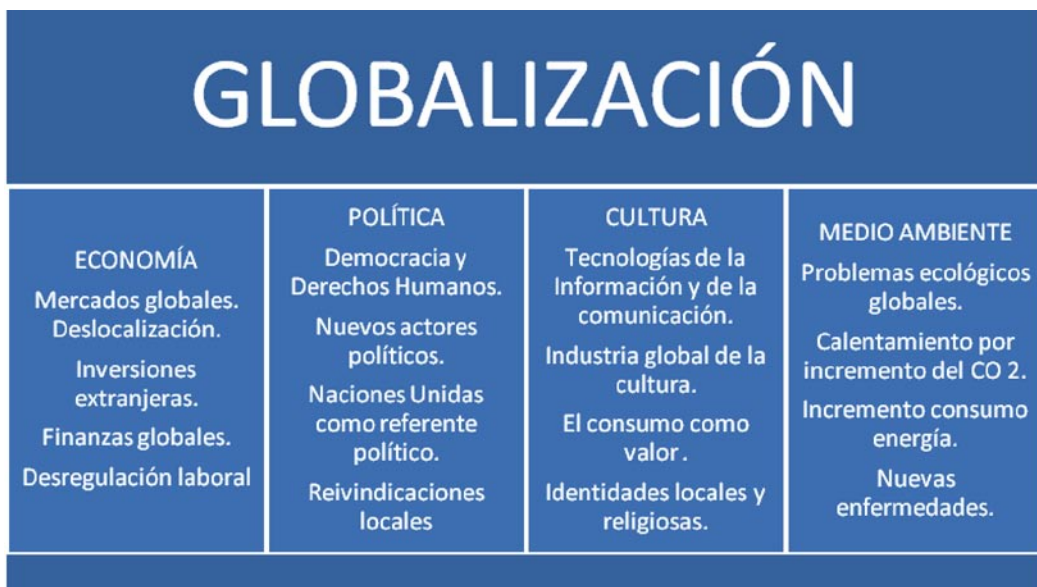 GLOBALIZACIÓN
ECONOMÍA
Mercados globales.
Deslocalización.
Inversiones
extranjeras.
Finanzas globales.
Desregulación laboral
POLÍTICA
Democracia y
Derechos Humanos.
Nuevos actores
políticos.
Naciones Unidas
como referente
político.
Reivindicaciones
locales
CULTURA
Tecnologías de la
Información y de la
comunicación.
Industria global de la
cultura.
El consumo como
valor .
Identidades locales y
religiosas.
MEDIO AMBIENTE
Problemas ecológicos
globales.
Calentamiento por
incremento del CO 2.
Incremento consumo
energía.
Nuevas
enfermedades.